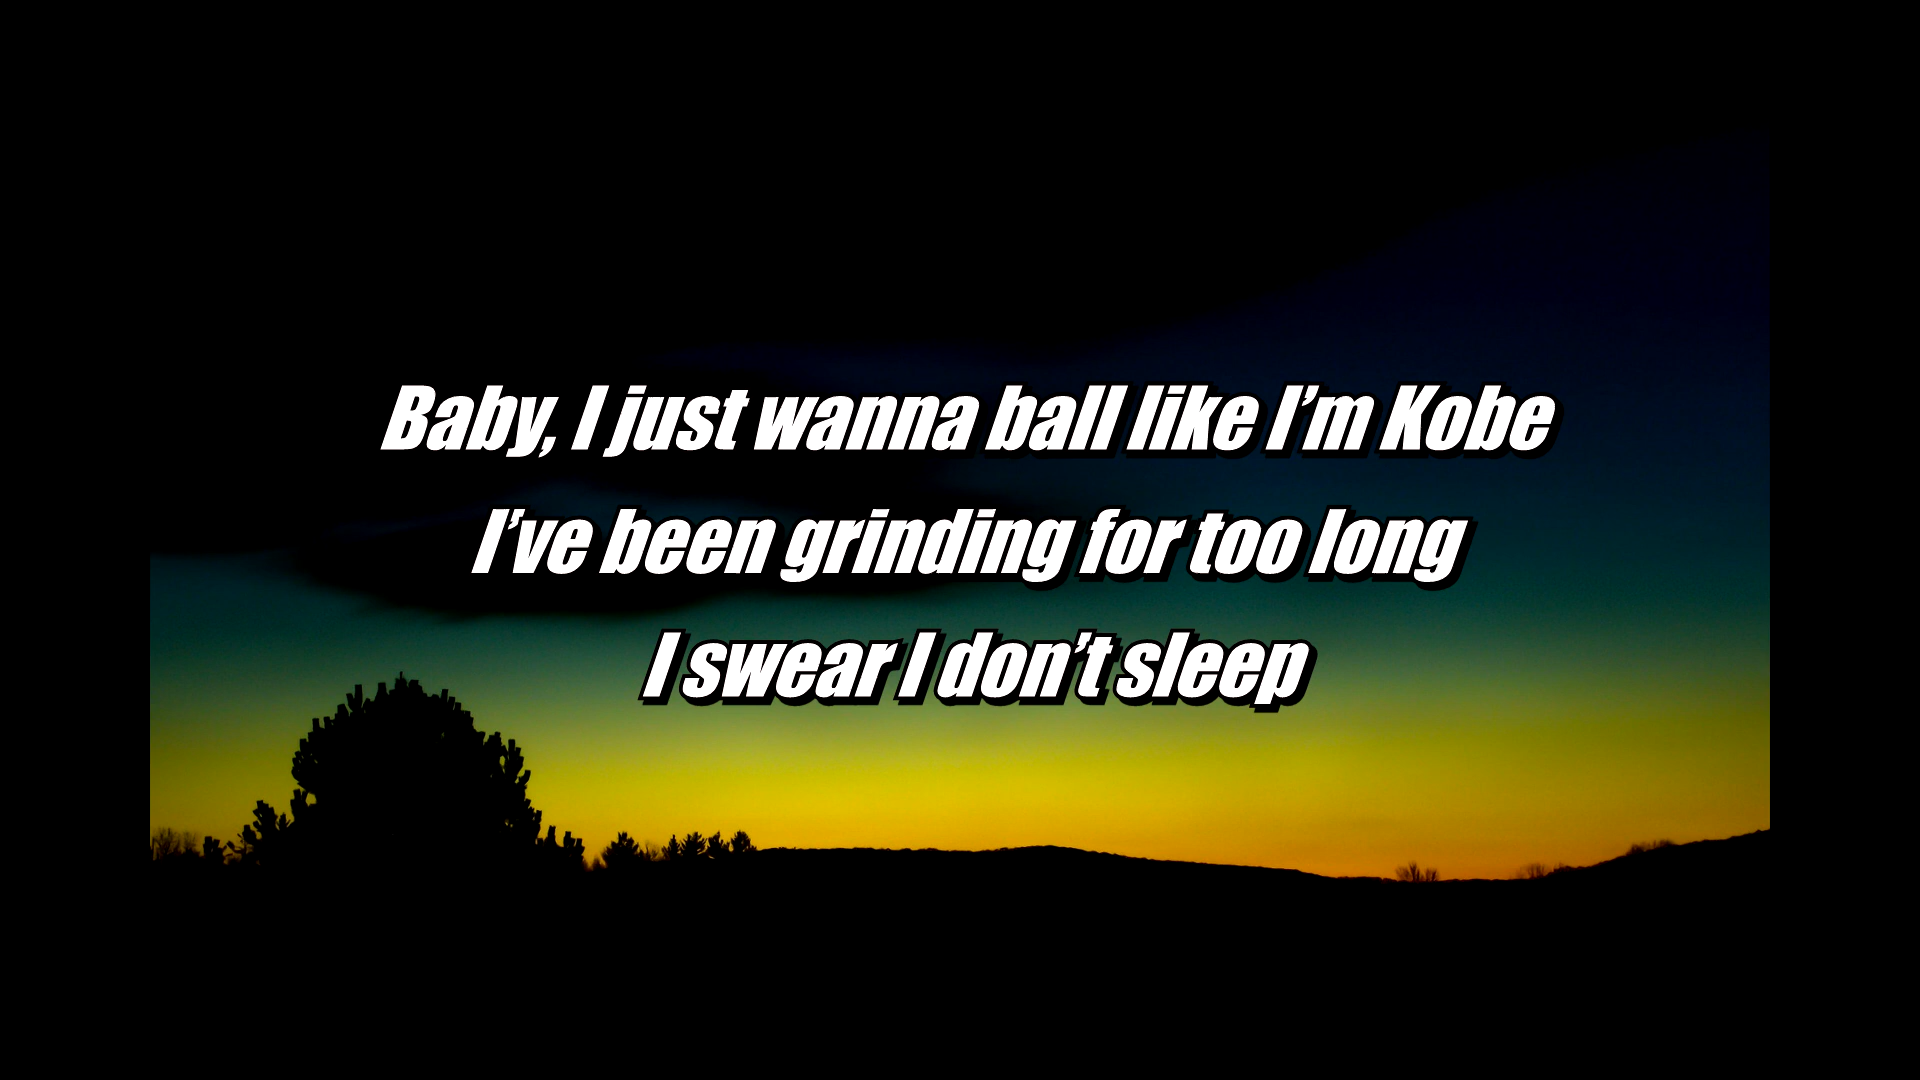 Baby, I just wanna ball like I’m Kobe
I’ve been grinding for too long
I swear I don’t sleep